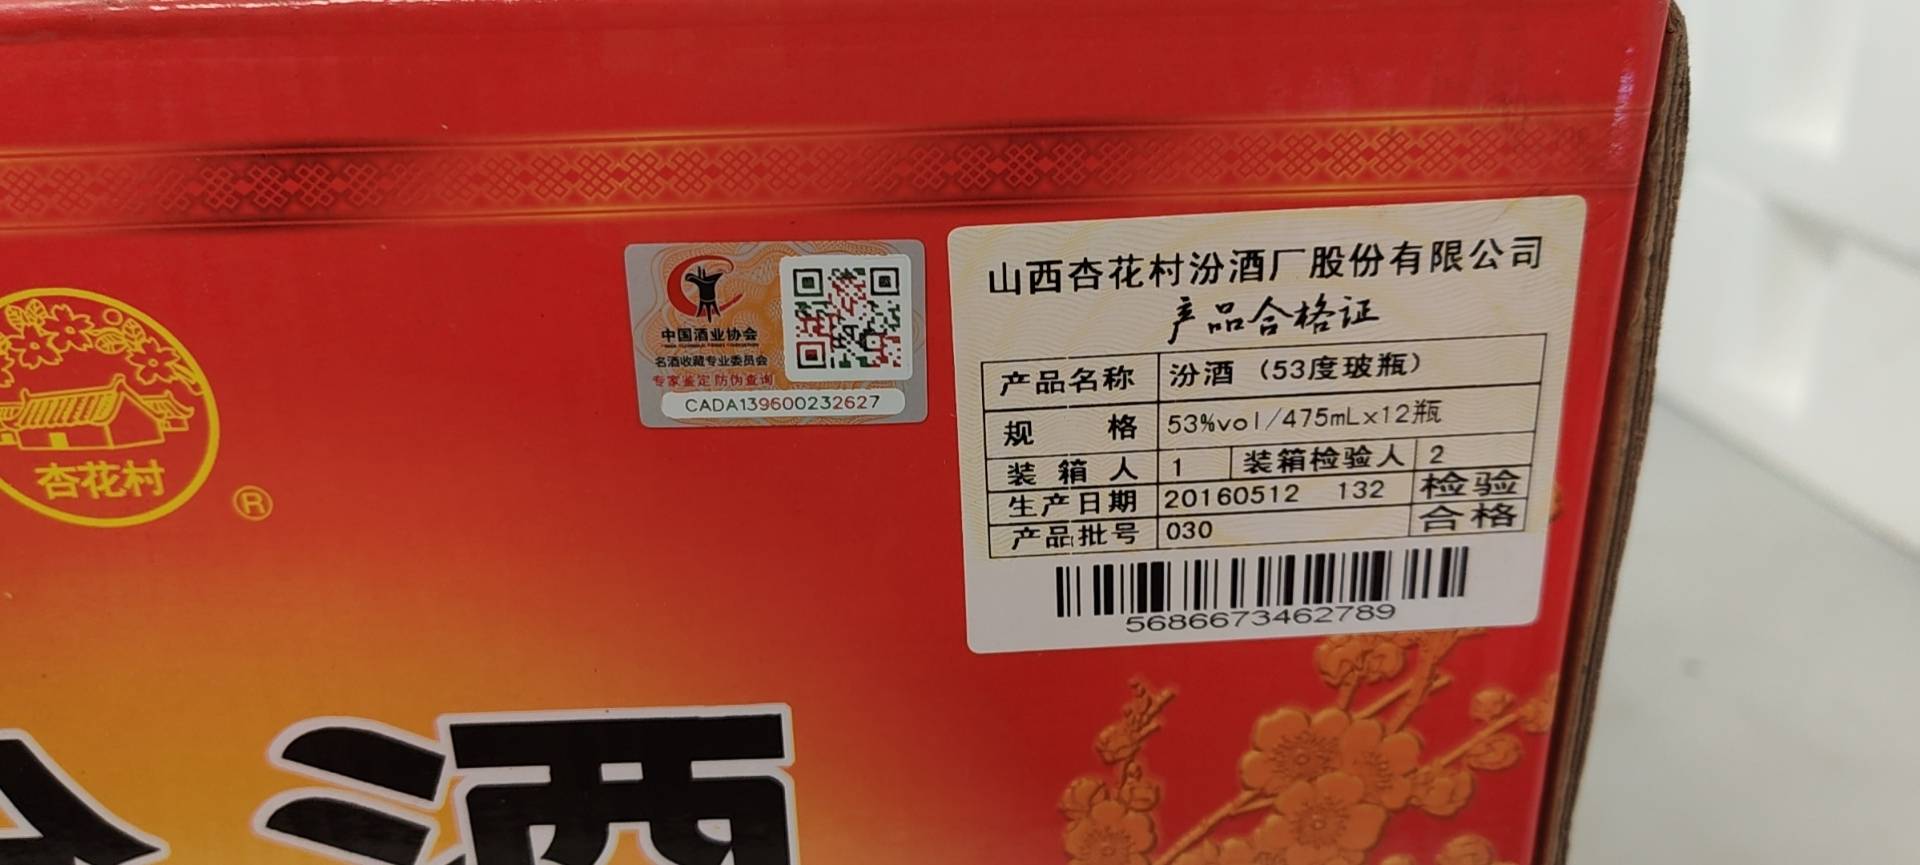 杏花村
®
中国酒业协会
名酒收藏专业委员会
专家鉴定 防伪查询
CADA139600232627
山西杏花村汾酒厂股份有限公司
产品合格证
产品名称 汾酒（53度玻瓶）
规 格 53%vol/475mLx12瓶
装 箱 人 1 装箱检验人 2
生产日期 20160512 132 检验
产品批号 030 合格
5686673462789
酒